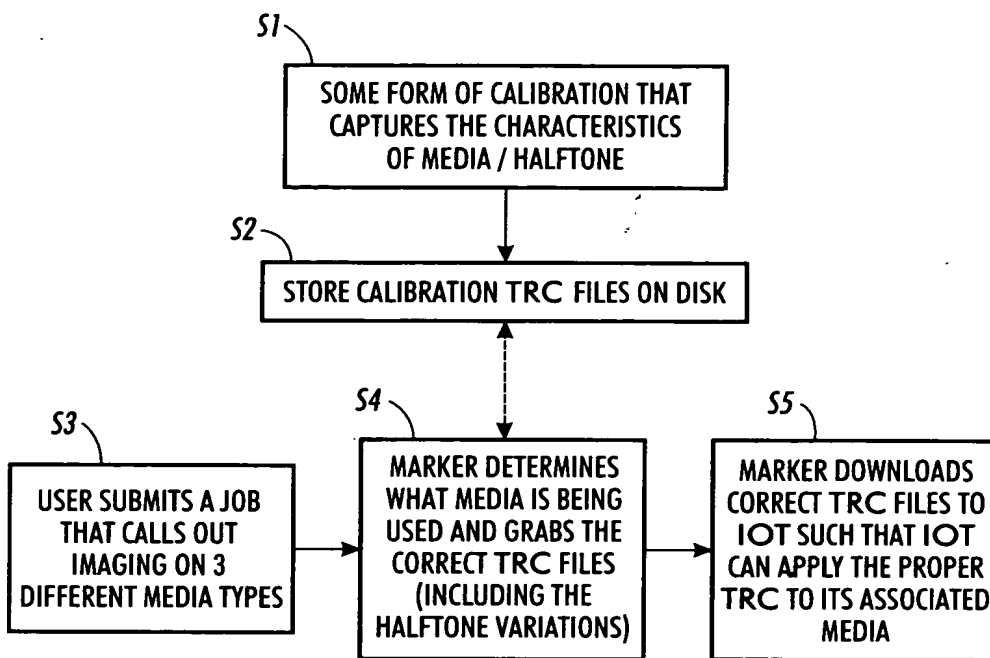 S1
SOME FORM OF CALIBRATION THAT
CAPTURES THE CHARACTERISTICS
OF MEDIA / HALFTONE
S2
STORE CALIBRATION TRC FILES ON DISK
S3
USER SUBMITS A JOB
THAT CALLS OUT
IMAGING ON 3
DIFFERENT MEDIA TYPES
S4
MARKER DETERMINES
WHAT MEDIA IS BEING
USED AND GRABS THE
CORRECT TRC FILES
(INCLUDING THE
HALFTONE VARIATIONS)
S5
MARKER DOWNLOADS
CORRECT TRC FILES TO
IOT SUCH THAT IOT
CAN APPLY THE PROPER
TRC TO ITS ASSOCIATED
MEDIA